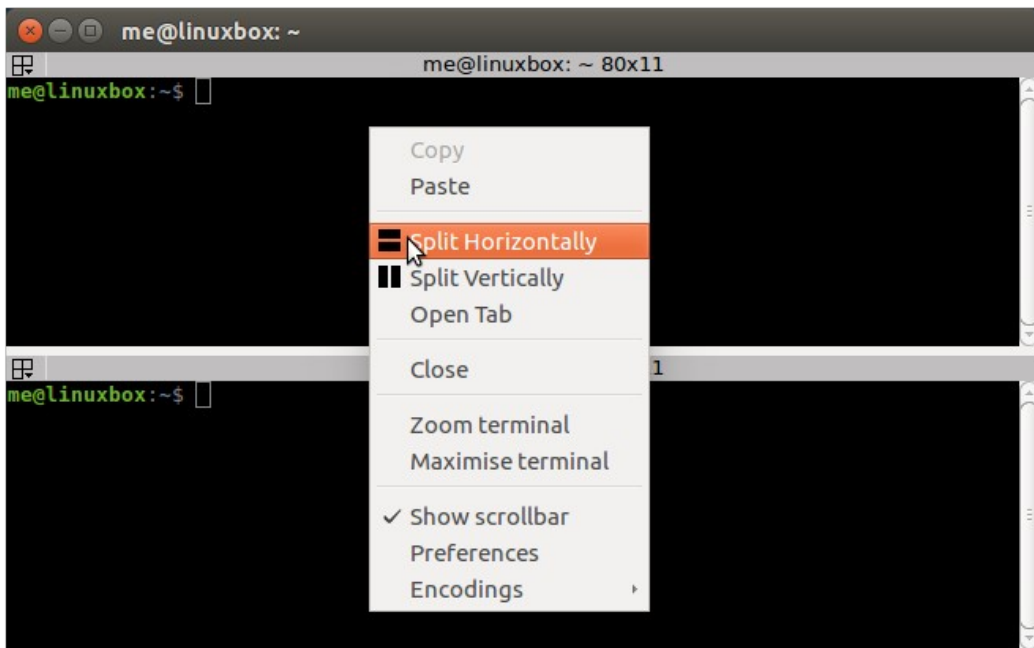 me@linuxbox: ~
me@linuxbox: ~ 80x11
me@linuxbox:~$
Copy
Paste
Split Horizontally
Split Vertically
Open Tab
1
Close
me@linuxbox:~$
Zoom terminal
Maximise terminal
Show scrollbar
Preferences
Encodings